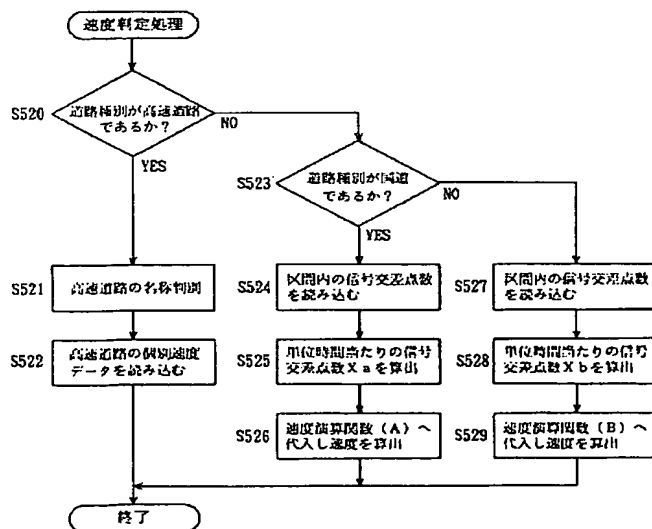 速度判定処理
S520
道路種別が高速道路
であるか？
NO
YES
S523
道路種別が国道
であるか？
NO
YES
S521
高速道路の名称判別
S524
区間内の信号交差点数
を読み込む
S527
区間内の信号交差点数
を読み込む
S522
高速道路の個別速度
データを読み込む
S525
単位時間当たりの信号
交差点数Ｘａを算出
S528
単位時間当たりの信号
交差点数Ｘｂを算出
S526
速度演算関数（Ａ）へ
代入し速度を算出
S529
速度演算関数（Ｂ）へ
代入し速度を算出
終了